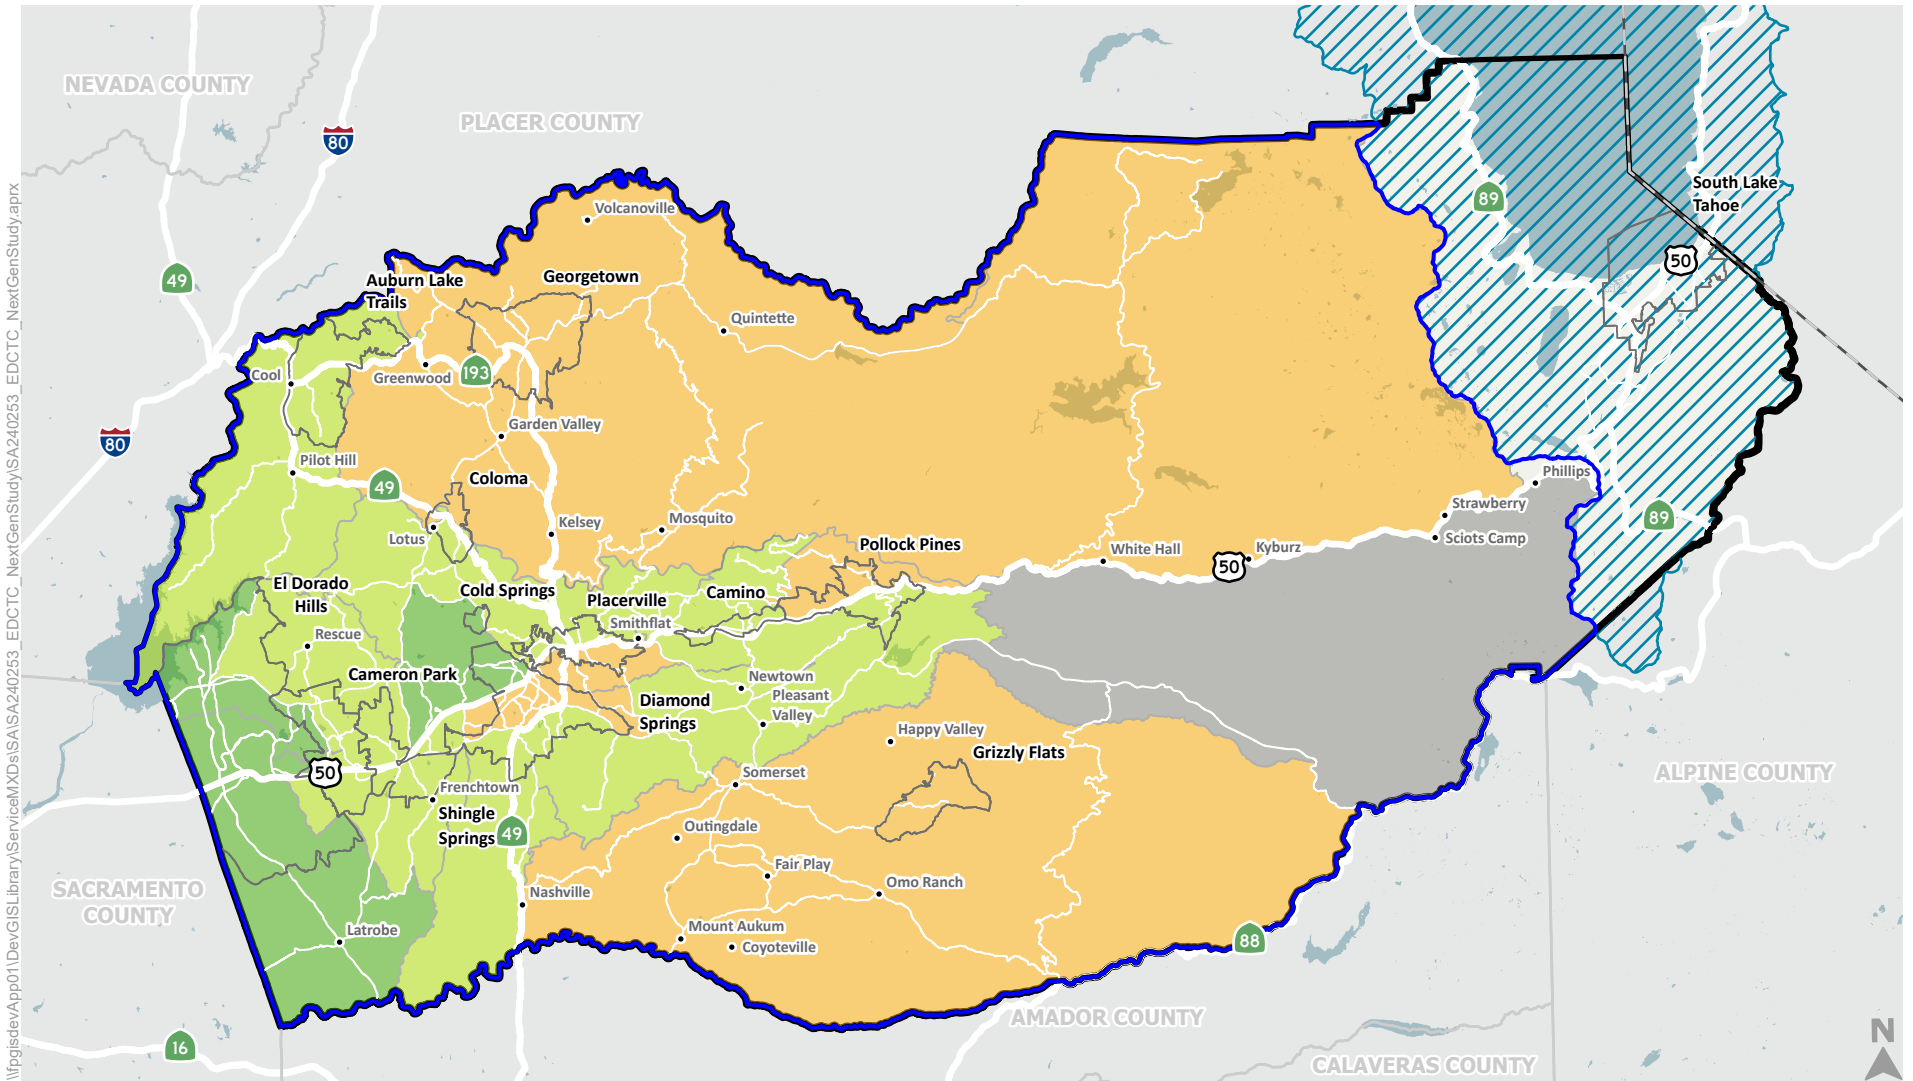 NEVADA COUNTY
PLACER COUNTY
80
49
80
89
South Lake
Tahoe
50
Volcanoville
Auburn Lake
Trails
Georgetown
Quintette
Cool
Greenwood
193
Garden Valley
Pilot Hill
49
Coloma
Phillips
Strawberry
Sciots Camp
89
Lotus
Kelsey
Mosquito
Pollock Pines
White Hall
50
Kyburz
El Dorado
Hills
Cold Springs
Placerville
Camino
Smithflat
Rescue
Cameron Park
Newtown
Diamond
Springs
Pleasant
Valley
Happy Valley
Grizzly Flats
50
Somerset
Frenchtown
Shingle
Springs
49
Outingdale
Fair Play
Omo Ranch
Nashville
ALPINE COUNTY
SACRAMENTO
COUNTY
Latrobe
Mount Aukum
Coyoteville
88
AMADOR COUNTY
16
CALAVERAS COUNTY
N
\\fpgisdevApp01\DevGISLibrary\ServiceMXDs\SA\SA240253_EDCTC_NextGenStudy\SA240253_EDCTC_NextGenStudy.aprx